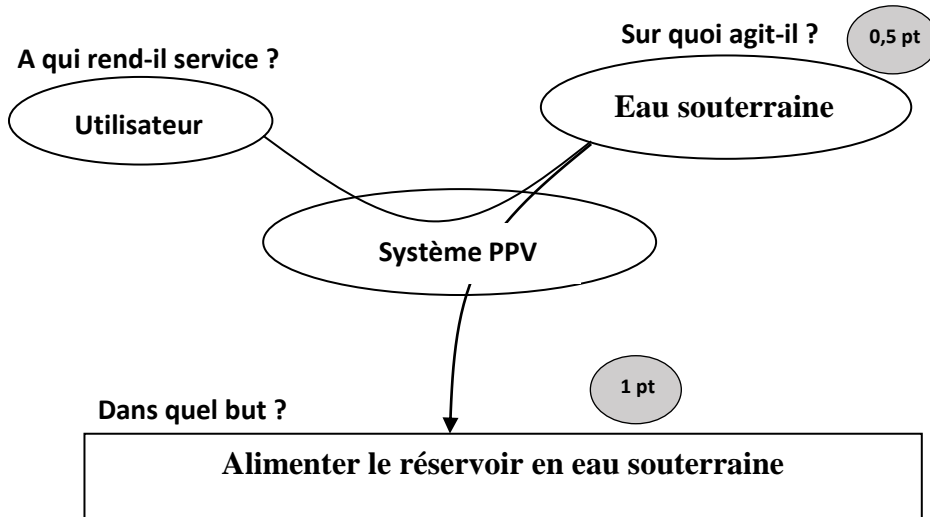 Sur quoi agit-il ?
0,5 pt
A qui rend-il service ?
Utilisateur
Eau souterraine
Système PPV
1 pt
Dans quel but ?
Alimenter le réservoir en eau souterraine